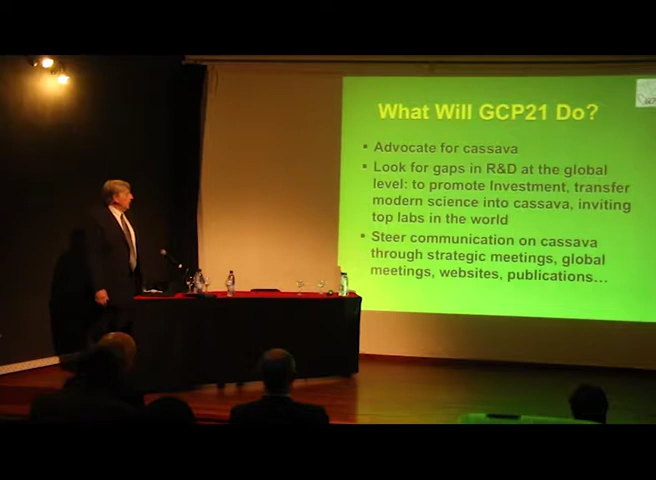 What Will GCP21 Do?
▪ Advocate for cassava
▪ Look for gaps in R&D at the global
level: to promote Investment, transfer
modern science into cassava, inviting
top labs in the world
▪ Steer communication on cassava
through strategic meetings, global
meetings, websites, publications…